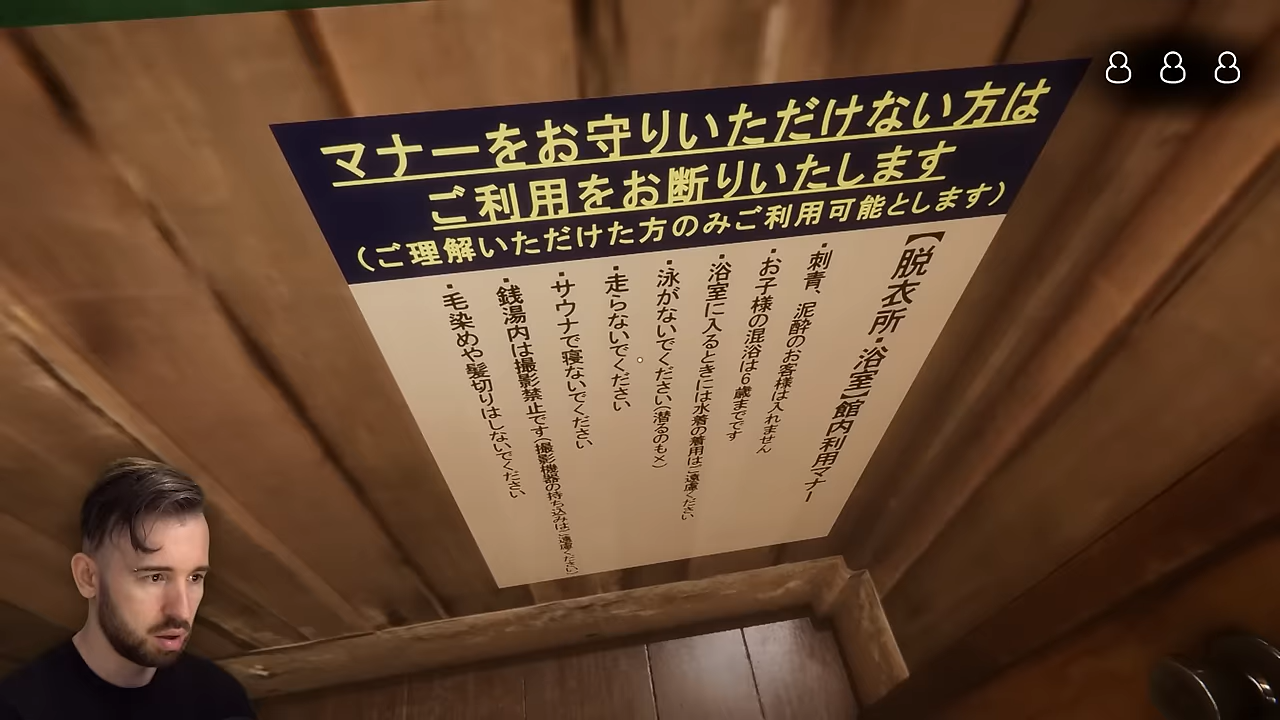 マナーをお守りいただけない方は
ご利用をお断りいたします
(ご理解いただけた方のみご利用可能とします)
【脱衣所・浴室】館内利用マナー
・刺青、泥酔のお客様は入れません
・お子様の混浴は6歳までです
・浴室に入るときには水着の着用はご遠慮ください
・泳がないでください(潜るのも×)
・走らないでください
・サウナで寝ないでください
・銭湯内は撮影禁止です(撮影機器の持ち込みはご遠慮ください)
・毛染めや髪切りはしないでください